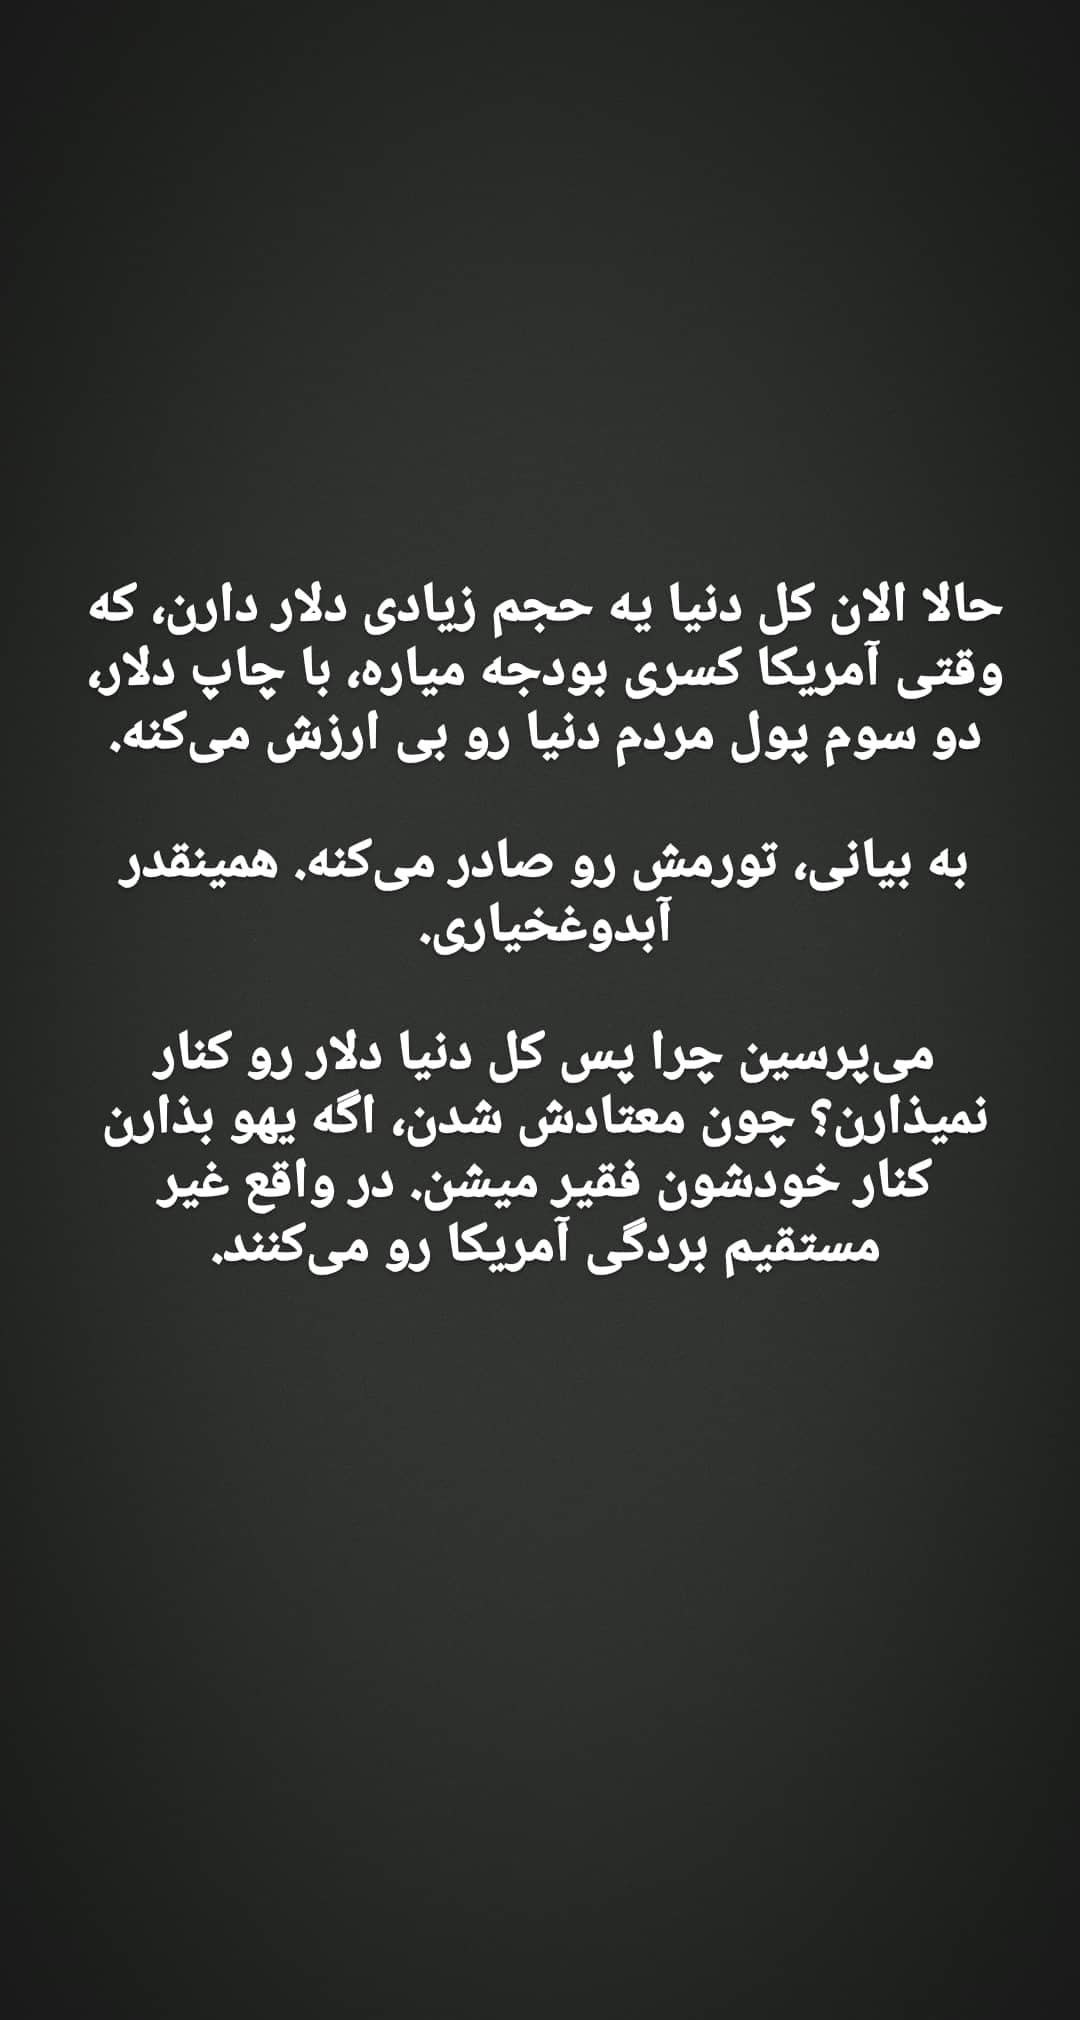 حالا الان کل دنیا یه حجم زیادی دلار دارن، که
وقتی آمریکا کسری بودجه میاره، با چاپ دلار،
دو سوم پول مردم دنیا رو بی ارزش می‌کنه.
به بیانی، تورمش رو صادر می‌کنه. همینقدر
آبدوغخیاری.
می‌پرسین چرا پس کل دنیا دلار رو کنار
نمیذارن؟ چون معتادش شدن، اگه یهو بذارن
کنار خودشون فقیر میشن. در واقع غیر
مستقیم بردگی آمریکا رو می‌کنند.